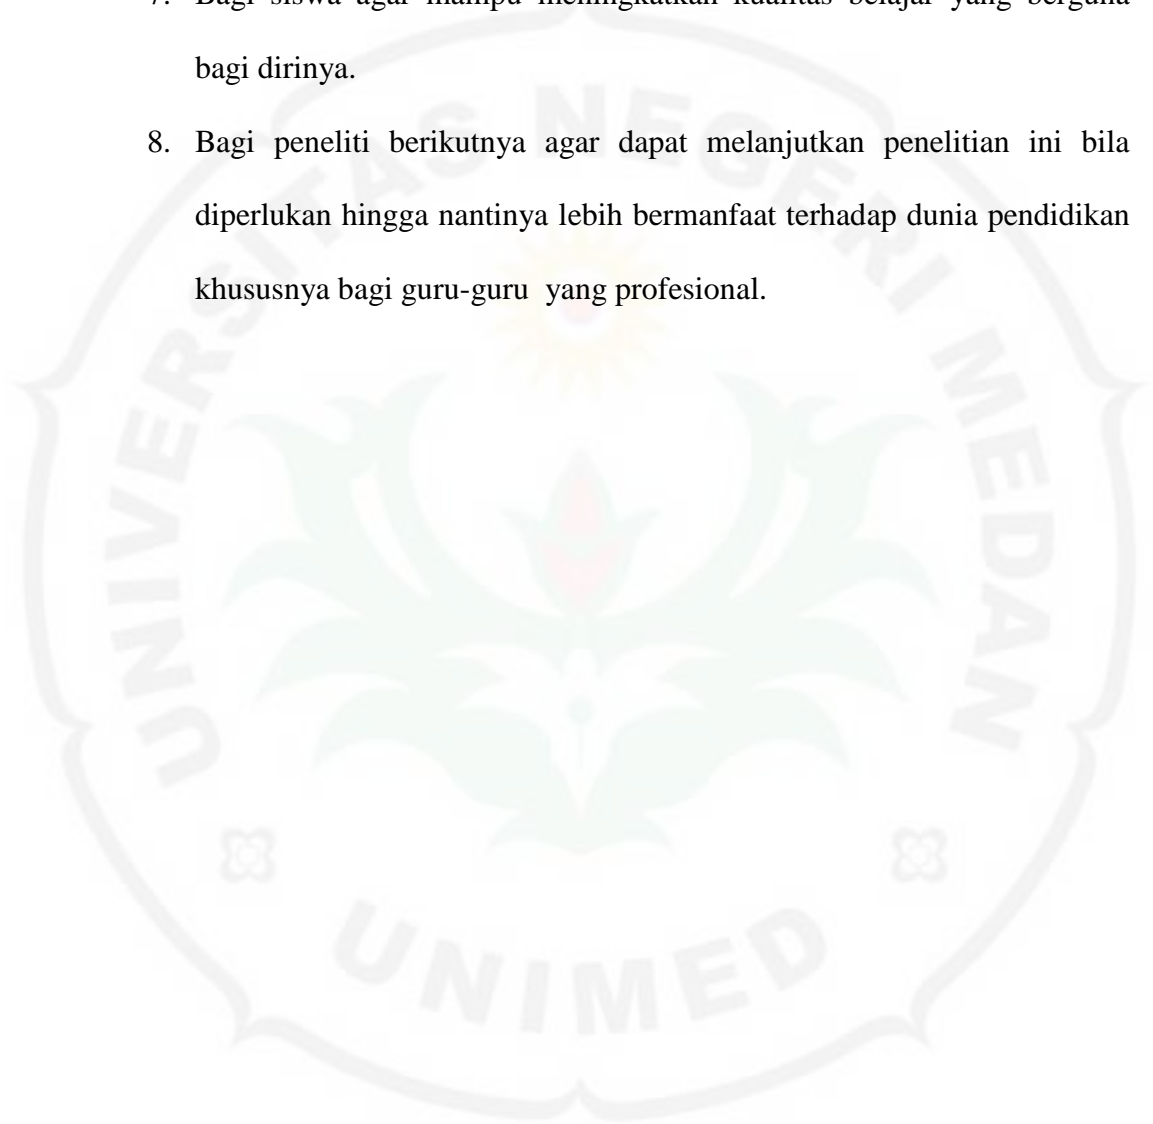 7. Bagi siswa agar mampu meningkatkan kualitas belajar yang berguna
bagi dirinya.
8. Bagi peneliti berikutnya agar dapat melanjutkan penelitian ini bila
diperlukan hingga nantinya lebih bermanfaat terhadap dunia pendidikan
khususnya bagi guru-guru yang profesional.
UNIVERSITAS NEGERI MEDAN
UNIMED